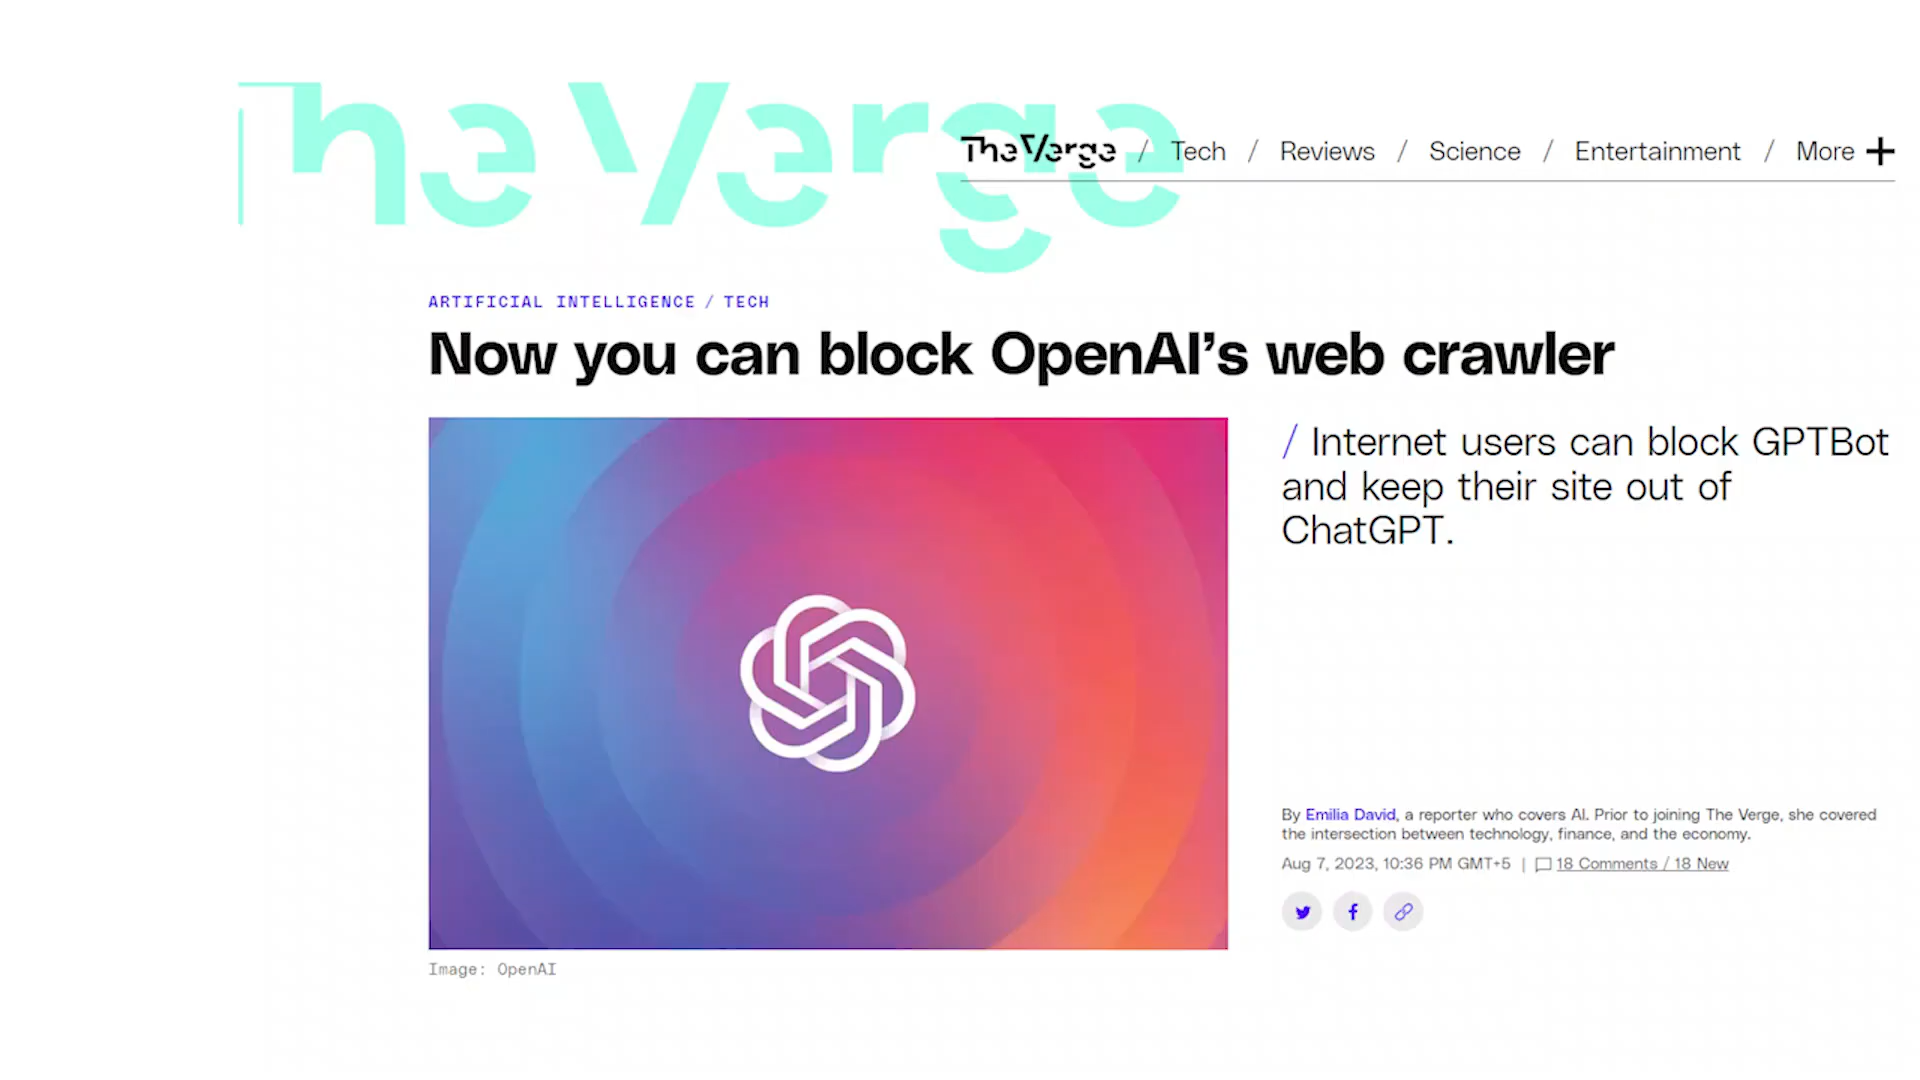 The Verge
The Verge / Tech / Reviews / Science / Entertainment / More +
ARTIFICIAL INTELLIGENCE / TECH
Now you can block OpenAI’s web crawler
/ Internet users can block GPTBot
and keep their site out of
ChatGPT.
By Emilia David, a reporter who covers AI. Prior to joining The Verge, she covered
the intersection between technology, finance, and the economy.
Aug 7, 2023, 10:36 PM GMT+5 | 18 Comments / 18 New
Image: OpenAI